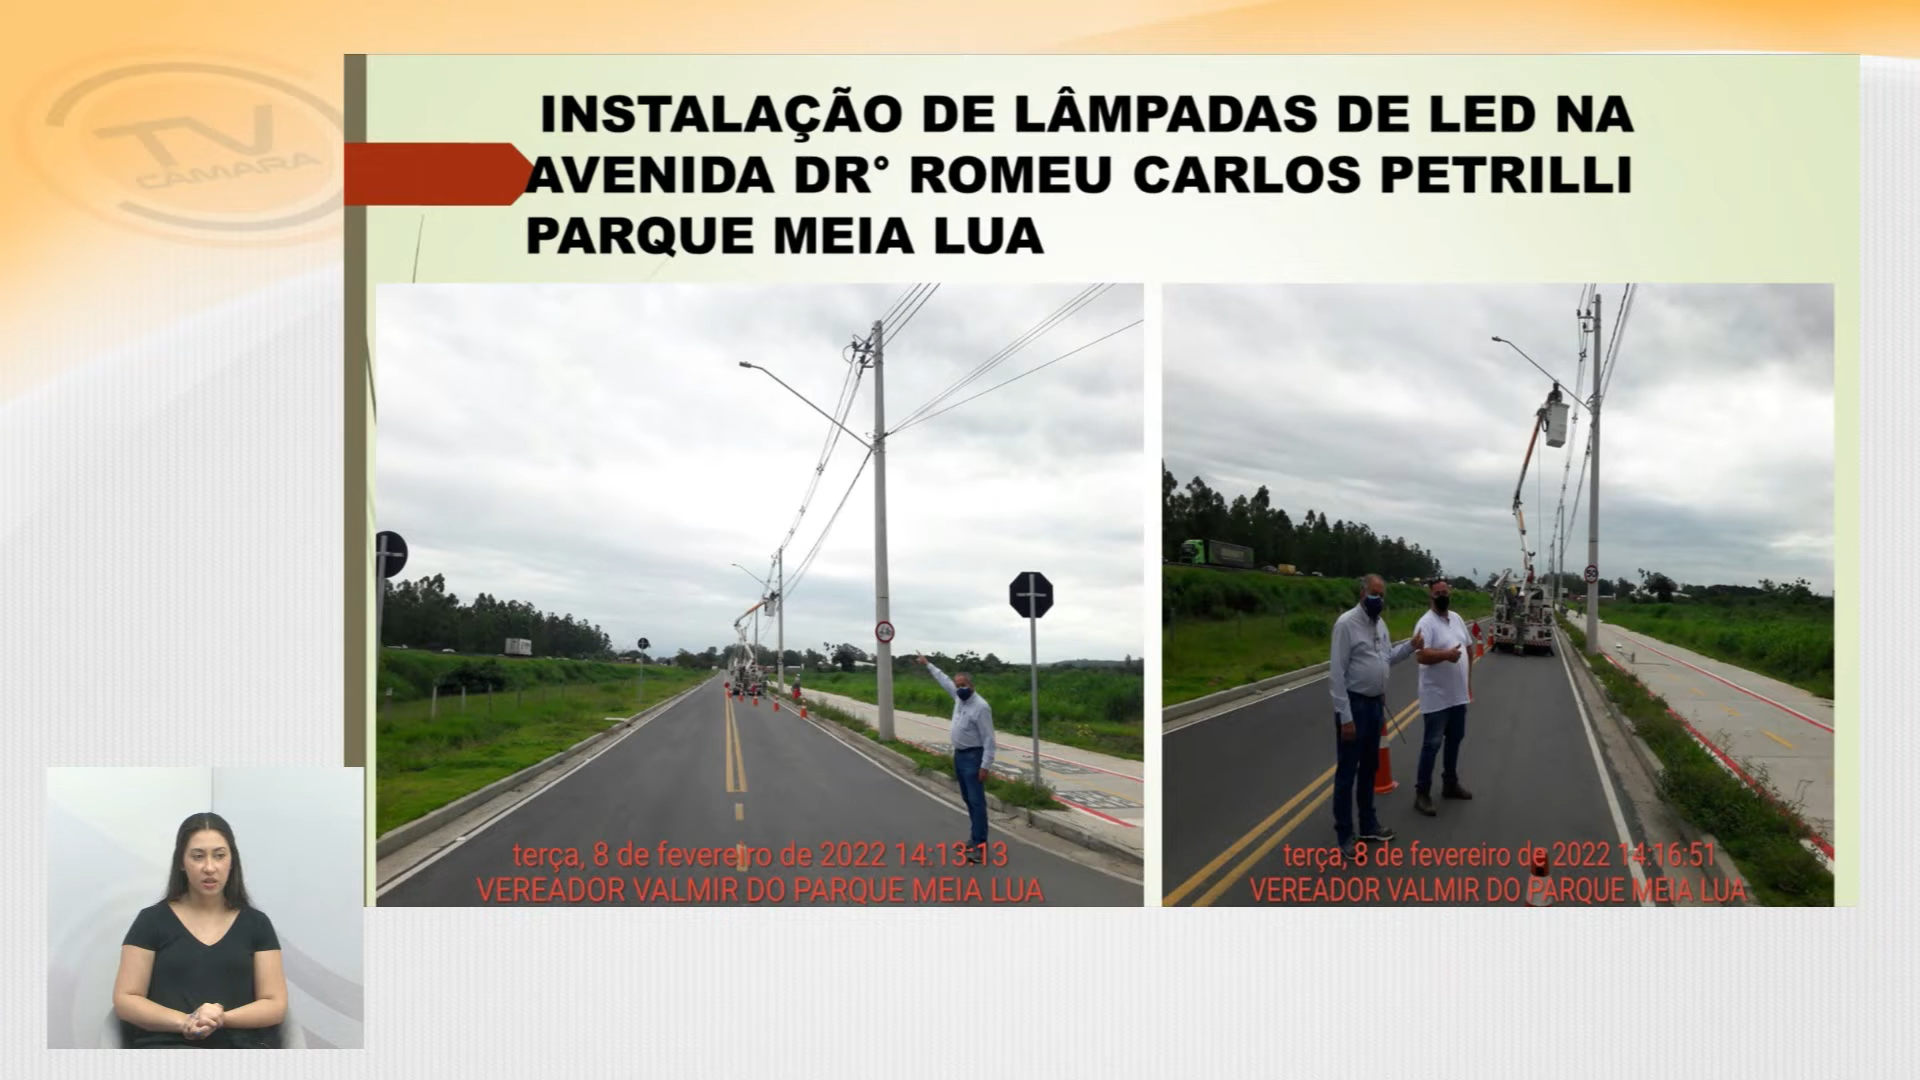 TV
CÂMARA
INSTALAÇÃO DE LÂMPADAS DE LED NA
AVENIDA DR° ROMEU CARLOS PETRILLI
PARQUE MEIA LUA
terça, 8 de fevereiro de 2022 14:13:13
VEREADOR VALMIR DO PARQUE MEIA LUA
terça, 8 de fevereiro de 2022 14:16:51
VEREADOR VALMIR DO PARQUE MEIA LUA